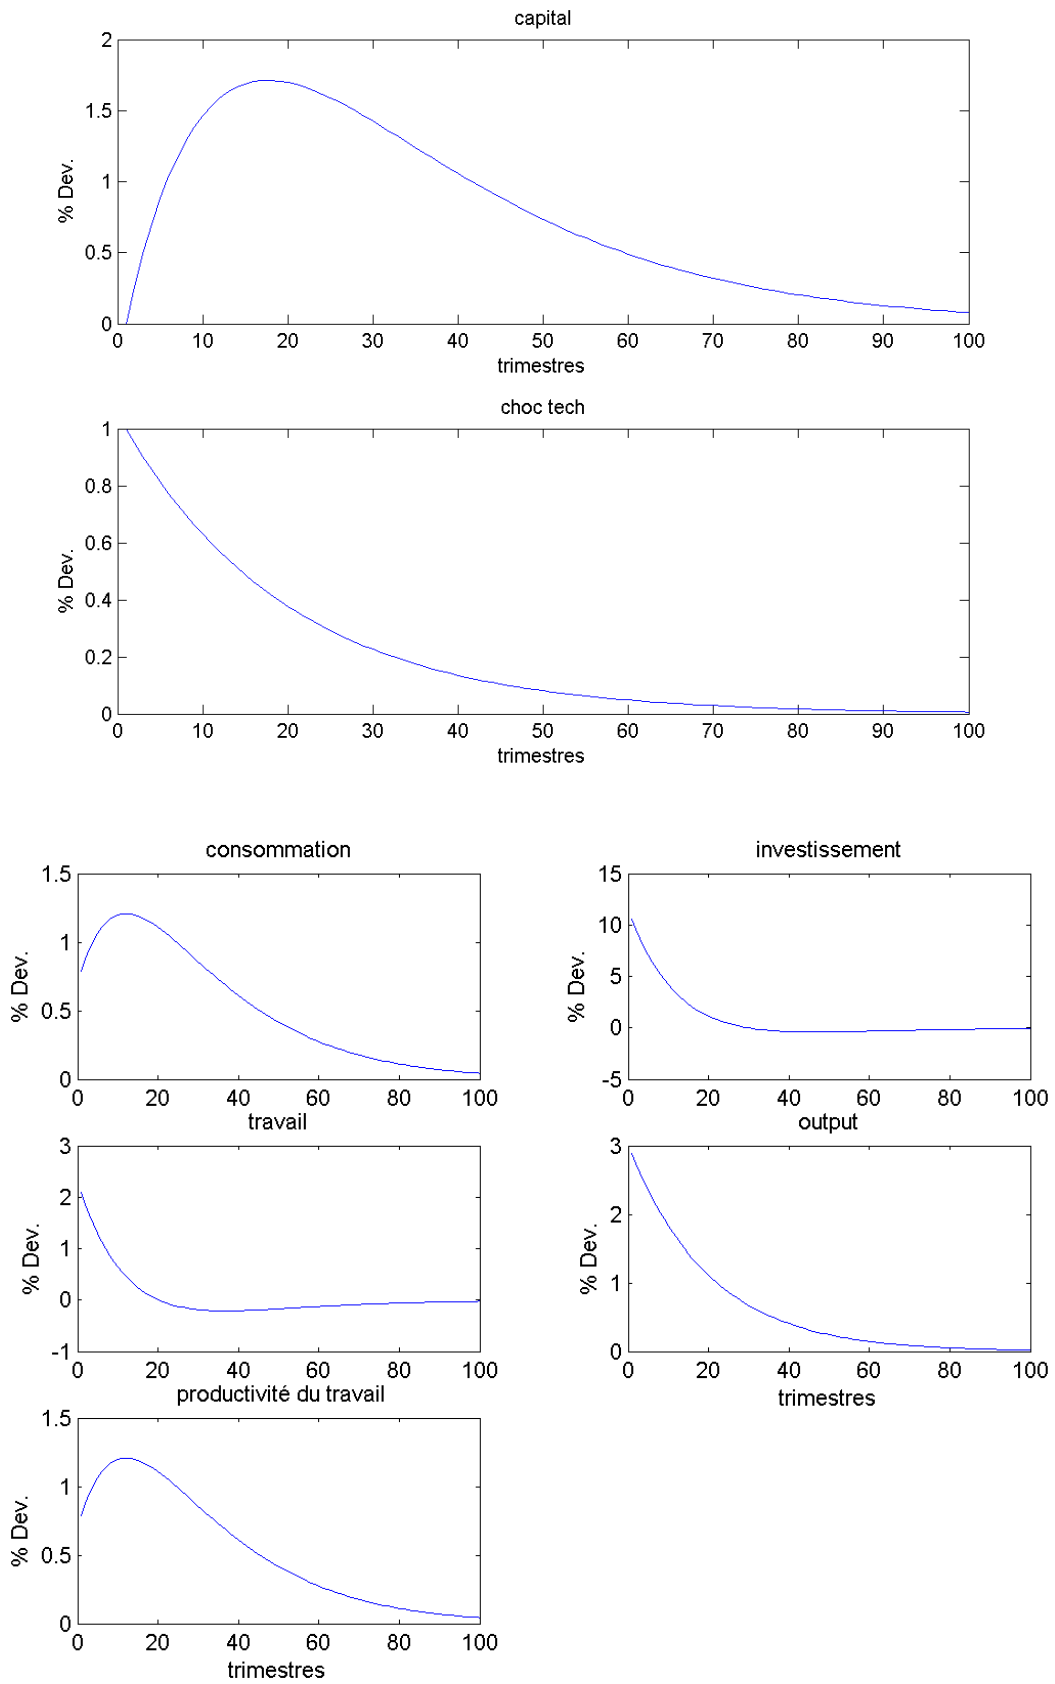 capital
2
1.5
1
0.5
0
% Dev.
0 10 20 30 40 50 60 70 80 90 100
trimestres
choc tech
1
0.8
0.6
0.4
0.2
0
% Dev.
0 10 20 30 40 50 60 70 80 90 100
trimestres
consommation
1.5
1
0.5
0
% Dev.
0 20 40 60 80 100
investissement
15
10
5
0
-5
% Dev.
0 20 40 60 80 100
travail
3
2
1
0
-1
% Dev.
0 20 40 60 80 100
output
3
2
1
0
% Dev.
0 20 40 60 80 100
trimestres
productivité du travail
1.5
1
0.5
0
% Dev.
0 20 40 60 80 100
trimestres